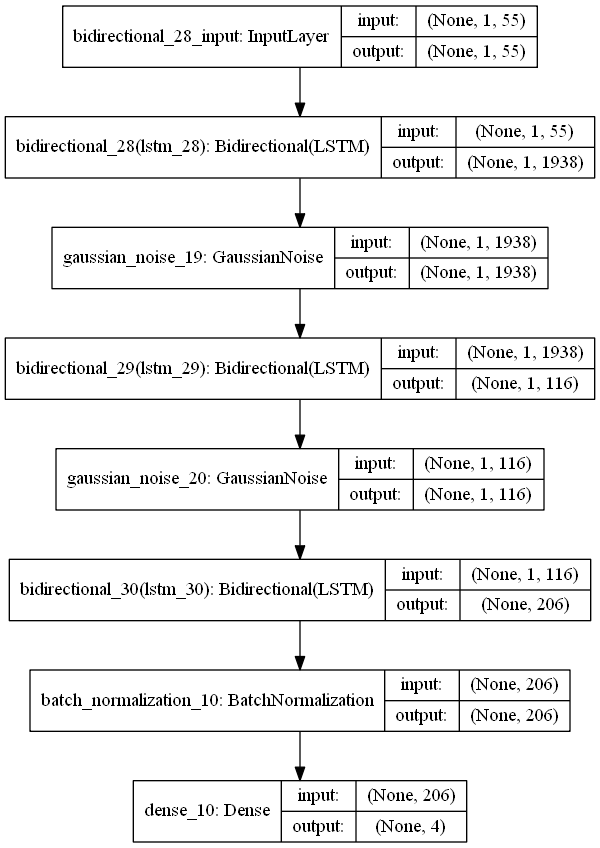 bidirectional_28_input: InputLayer
input: (None, 1, 55)
output: (None, 1, 55)
bidirectional_28(lstm_28): Bidirectional(LSTM)
input: (None, 1, 55)
output: (None, 1, 1938)
gaussian_noise_19: GaussianNoise
input: (None, 1, 1938)
output: (None, 1, 1938)
bidirectional_29(lstm_29): Bidirectional(LSTM)
input: (None, 1, 1938)
output: (None, 1, 116)
gaussian_noise_20: GaussianNoise
input: (None, 1, 116)
output: (None, 1, 116)
bidirectional_30(lstm_30): Bidirectional(LSTM)
input: (None, 1, 116)
output: (None, 206)
batch_normalization_10: BatchNormalization
input: (None, 206)
output: (None, 206)
dense_10: Dense
input: (None, 206)
output: (None, 4)